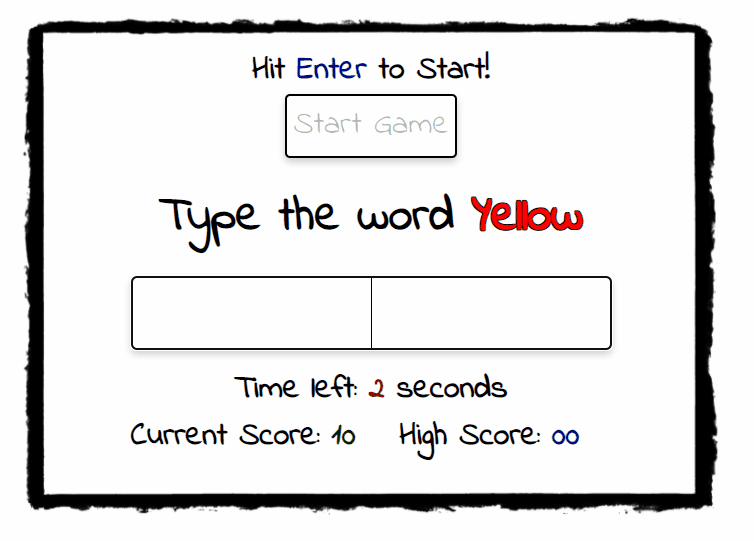 Hit Enter to Start!
Start Game
Type the word Yellow
Time left: 2 seconds
Current Score: 10 High Score: 00